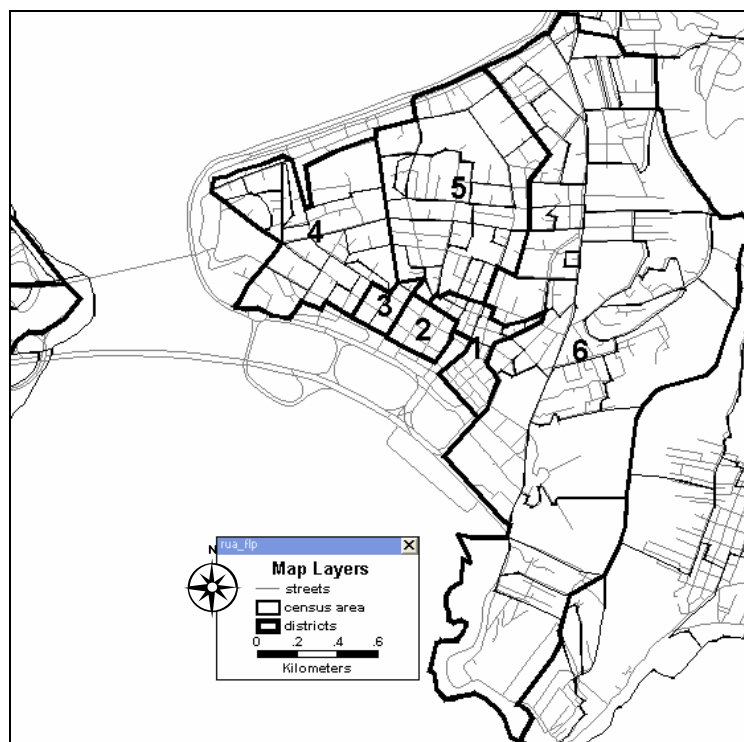 5
4
3
2
1
6
rua_flp
N
Map Layers
streets
census area
districts
0 .2 .4 .6
Kilometers